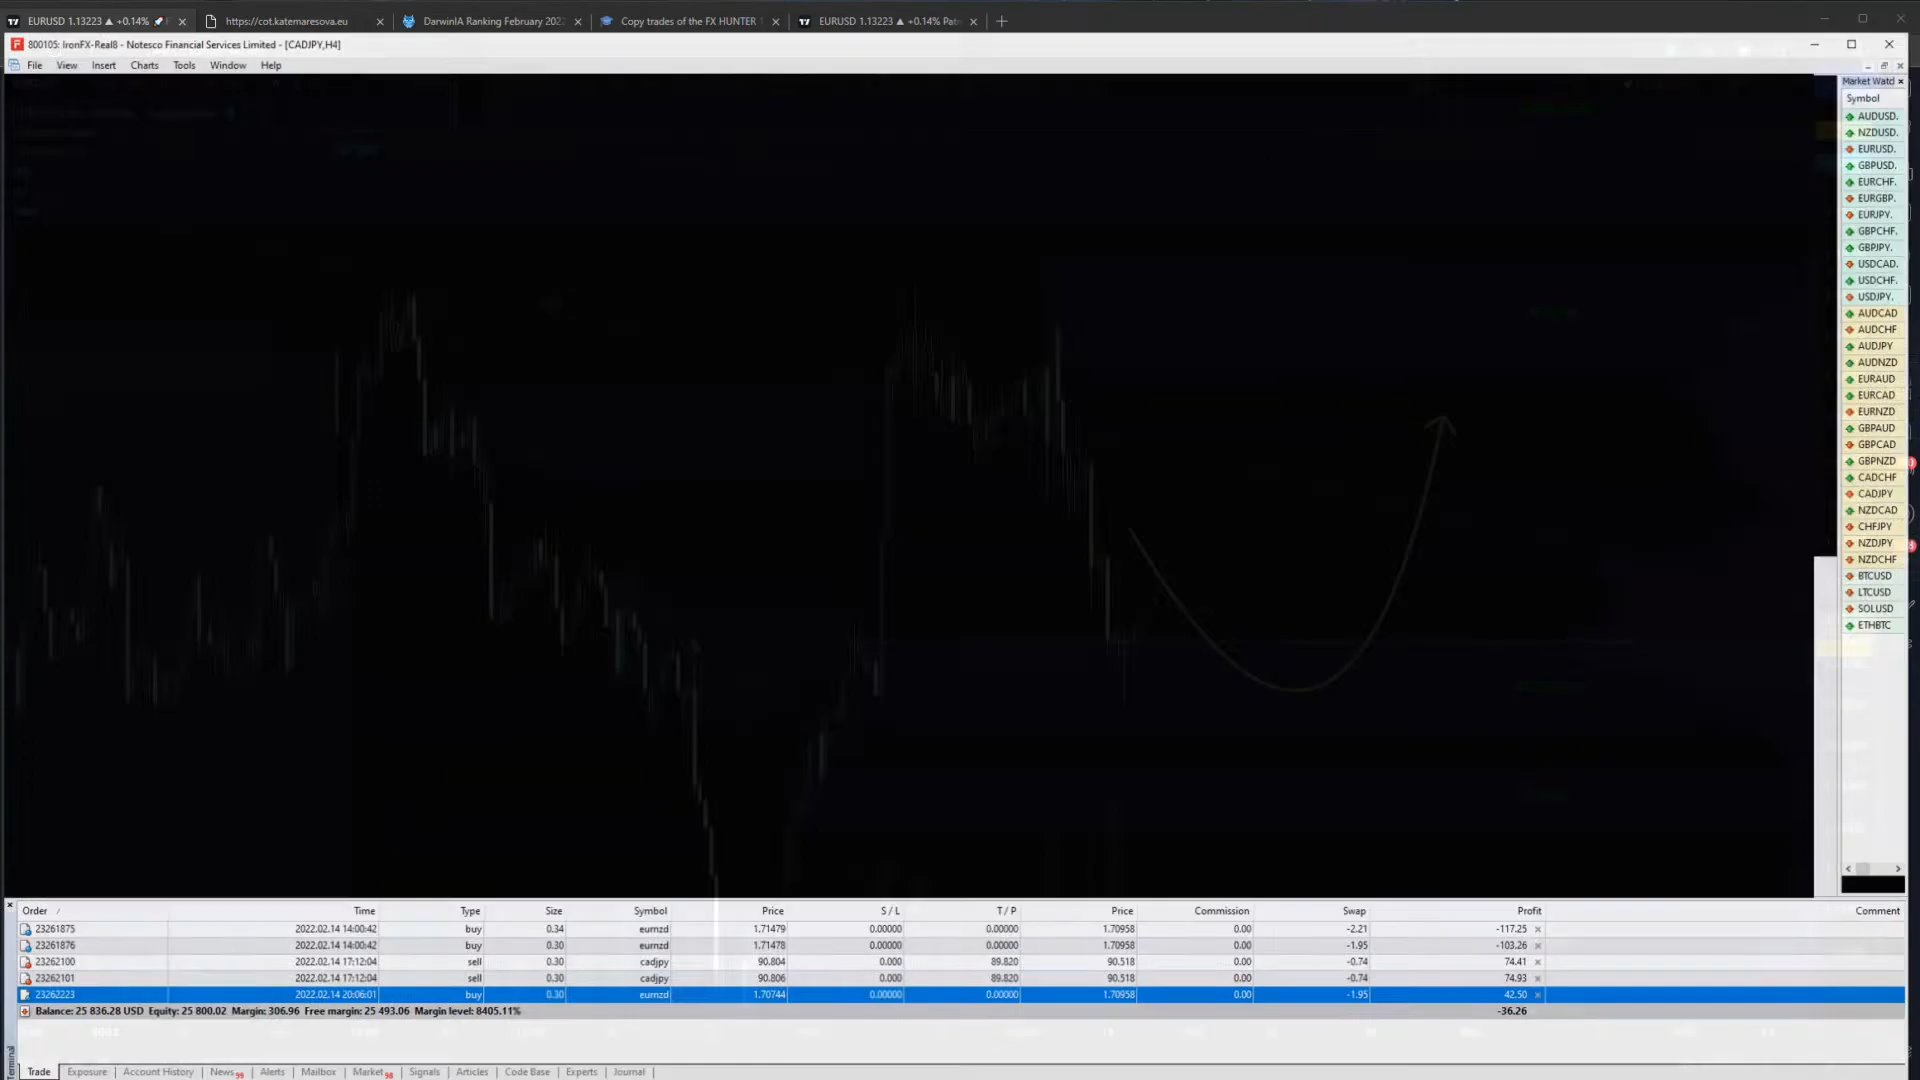 EURUSD 1.13223 ▲ +0.14% https://cot.katemaresova.eu DarwinIA Ranking February 202 Copy trades of the FX HUNTER EURUSD 1.13223 ▲ +0.14%
800105: IronFX-Real8 - Notesco Financial Services Limited - [CADJPY,H4]
File View Insert Charts Tools Window Help
Market Watc
Symbol
AUDUSD.
NZDUSD.
EURUSD.
GBPUSD.
EURCHF.
EURGBP.
EURJPY.
GBPCHF.
GBPJPY.
USDCAD.
USDCHF.
USDJPY.
AUDCAD
AUDCHF
AUDJPY
AUDNZD
EURAUD
EURCAD
EURNZD
GBPAUD
GBPCAD
GBPNZD
CADCHF
CADJPY
NZDCAD
CHFJPY
NZDJPY
NZDCHF
BTCUSD
LTCUSD
SOLUSD
ETHBTC
Order / Time Type Size Symbol Price S / L T / P Price Commission Swap Profit Comment
23261875 2022.02.14 14:00:42 buy 0.34 eurnzd 1.71479 0.00000 0.00000 1.70958 0.00 -2.21 -117.25
23261876 2022.02.14 14:00:42 buy 0.30 eurnzd 1.71478 0.00000 0.00000 1.70958 0.00 -1.95 -103.26
23262100 2022.02.14 17:12:04 sell 0.30 cadjpy 90.804 0.000 89.820 90.518 0.00 -0.74 74.41
23262101 2022.02.14 17:12:04 sell 0.30 cadjpy 90.806 0.000 89.820 90.518 0.00 -0.74 74.93
23262223 2022.02.14 20:06:01 buy 0.30 eurnzd 1.70744 0.00000 0.00000 1.70958 0.00 -1.95 42.50
Balance: 25 836.28 USD Equity: 25 800.02 Margin: 306.96 Free margin: 25 493.06 Margin level: 8405.11% -36.26
Terminal
Trade Exposure Account History News 99 Alerts Mailbox Market 98 Signals Articles Code Base Experts Journal